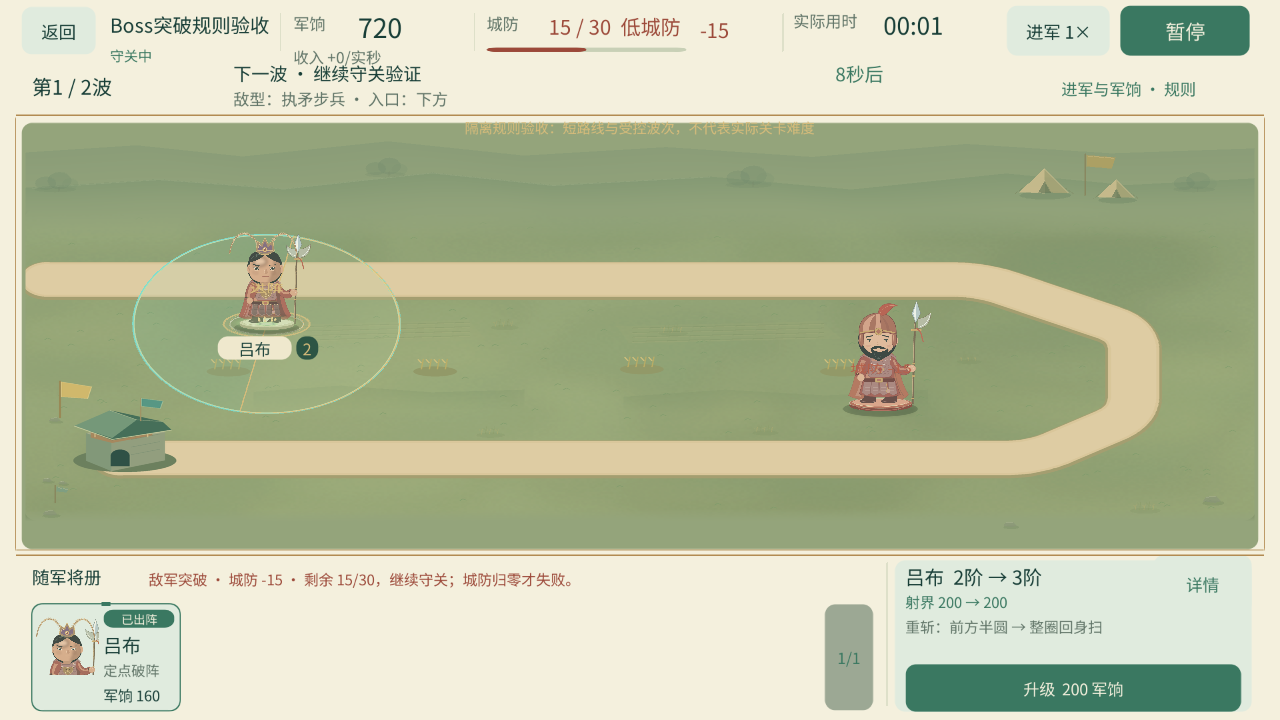 返回
Boss突破规则验收
守关中
军饷 720
收入 +0/实秒
城防 15 / 30 低城防 -15
实际用时 00:01
进军 1×
暂停
第1 / 2波
下一波 · 继续守关验证
敌型：执矛步兵 · 入口：下方
8秒后
进军与军饷 · 规则
隔离规则验收：短路线与受控波次，不代表实际关卡难度
吕布 2
随军将册
敌军突破 · 城防 -15 · 剩余 15/30，继续守关；城防归零才失败。
已出阵
吕布
定点破阵
军饷 160
1/1
吕布 2阶 → 3阶
详情
射界 200 → 200
重斩：前方半圆 → 整圈回身扫
升级 200 军饷